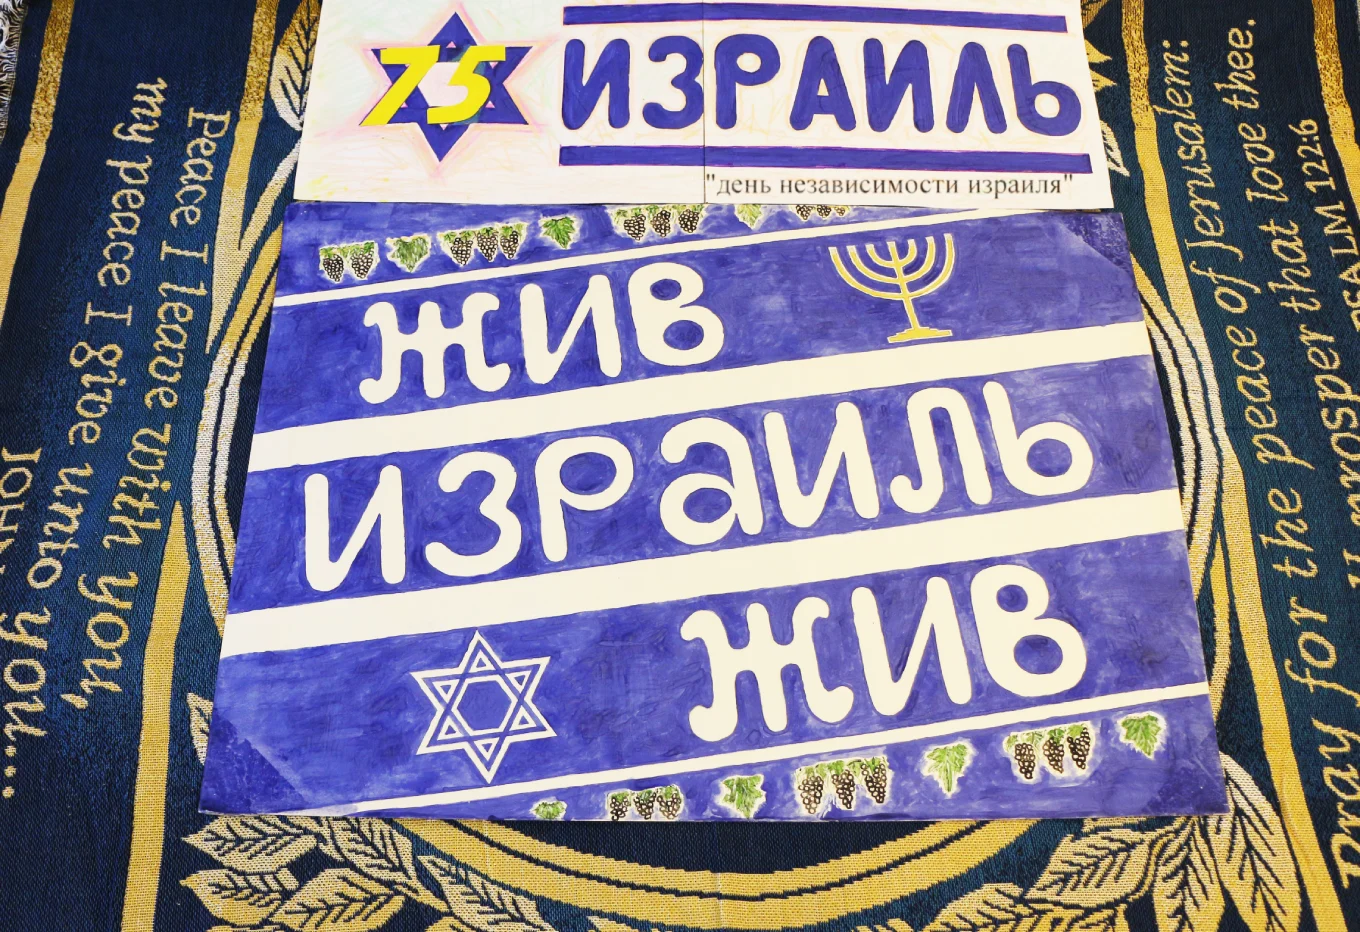 75
ИЗРАИЛЬ
"день независимости израиля"
жив
израиль
жив
Peace I leave with you,
my peace I give unto
you....
Pray for the peace of Jerusalem:
prosper that love thee.
PSALM 122:6